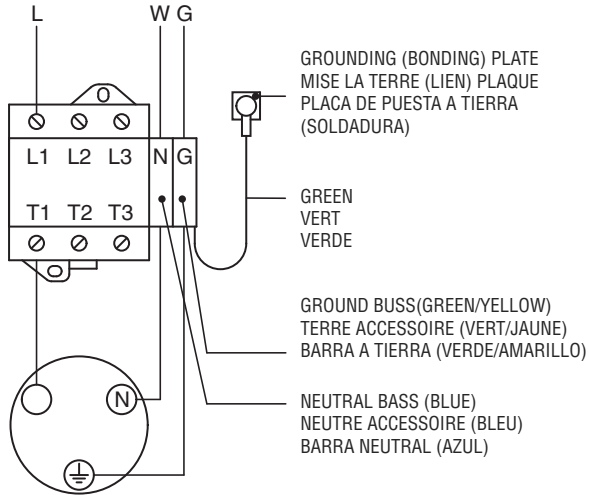 L W G
GROUNDING (BONDING) PLATE
MISE LA TERRE (LIEN) PLAQUE
PLACA DE PUESTA A TIERRA
(SOLDADURA)
L1 L2 L3 N G
T1 T2 T3
GREEN
VERT
VERDE
GROUND BUSS(GREEN/YELLOW)
TERRE ACCESSOIRE (VERT/JAUNE)
BARRA A TIERRA (VERDE/AMARILLO)
N
NEUTRAL BASS (BLUE)
NEUTRE ACCESSOIRE (BLEU)
BARRA NEUTRAL (AZUL)